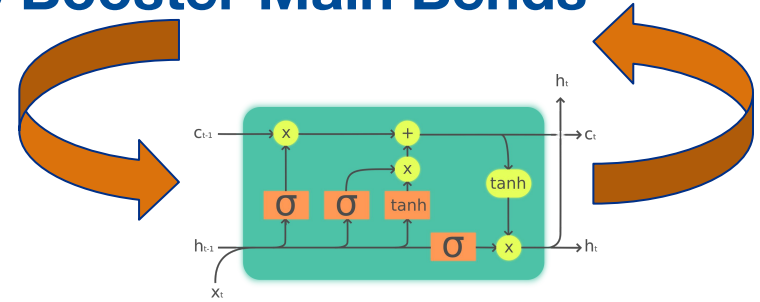 Booster Main Bonds
hₜ
cₜ₋₁ x + cₜ
x
tanh
σ σ tanh
hₜ₋₁ σ x hₜ
xₜ